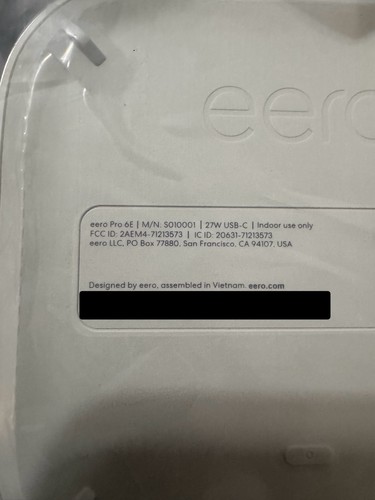 eero
eero Pro 6E | M/N: S010001 | 27W USB-C | Indoor use only
FCC ID: 2AEM4-71213573 | IC ID: 20631-71213573
eero LLC, PO Box 77880, San Francisco, CA 94107, USA
Designed by eero, assembled in Vietnam. eero.com